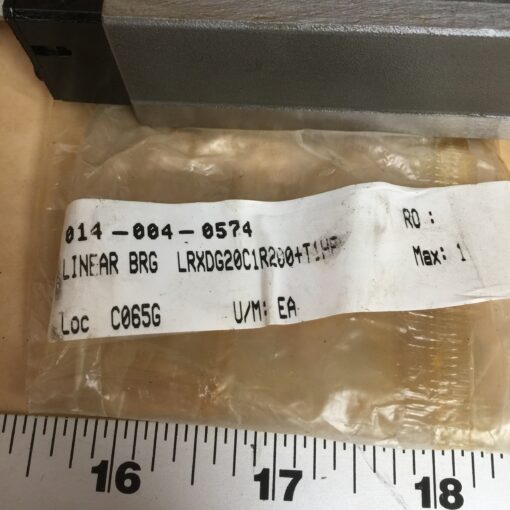 014-004-0574
LINEAR BRG LRXDG20C1R200+T1HP
RO :
Max: 1
Loc C065G
U/M: EA
16 17 18